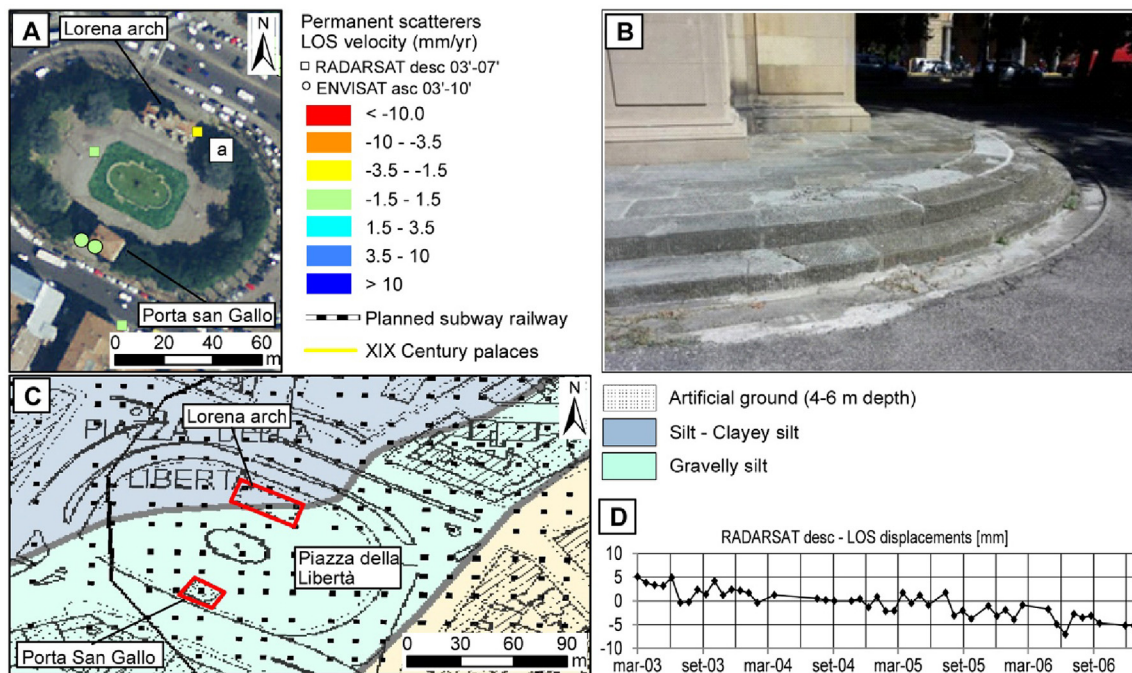 A
Lorena arch
N
a
Porta san Gallo
0 20 40 60
m
Permanent scatterers
LOS velocity (mm/yr)
RADARSAT desc 03'-07'
ENVISAT asc 03'-10'
< -10.0
-10 - -3.5
-3.5 - -1.5
-1.5 - 1.5
1.5 - 3.5
3.5 - 10
> 10
Planned subway railway
XIX Century palaces
B
C
Lorena arch
N
PIAZZA DELLA
LIBERT
Piazza della
Libertà
Porta San Gallo
0 30 60 90
m
Artificial ground (4-6 m depth)
Silt - Clayey silt
Gravelly silt
D
RADARSAT desc - LOS displacements [mm]
10
5
0
-5
-10
mar-03 set-03 mar-04 set-04 mar-05 set-05 mar-06 set-06